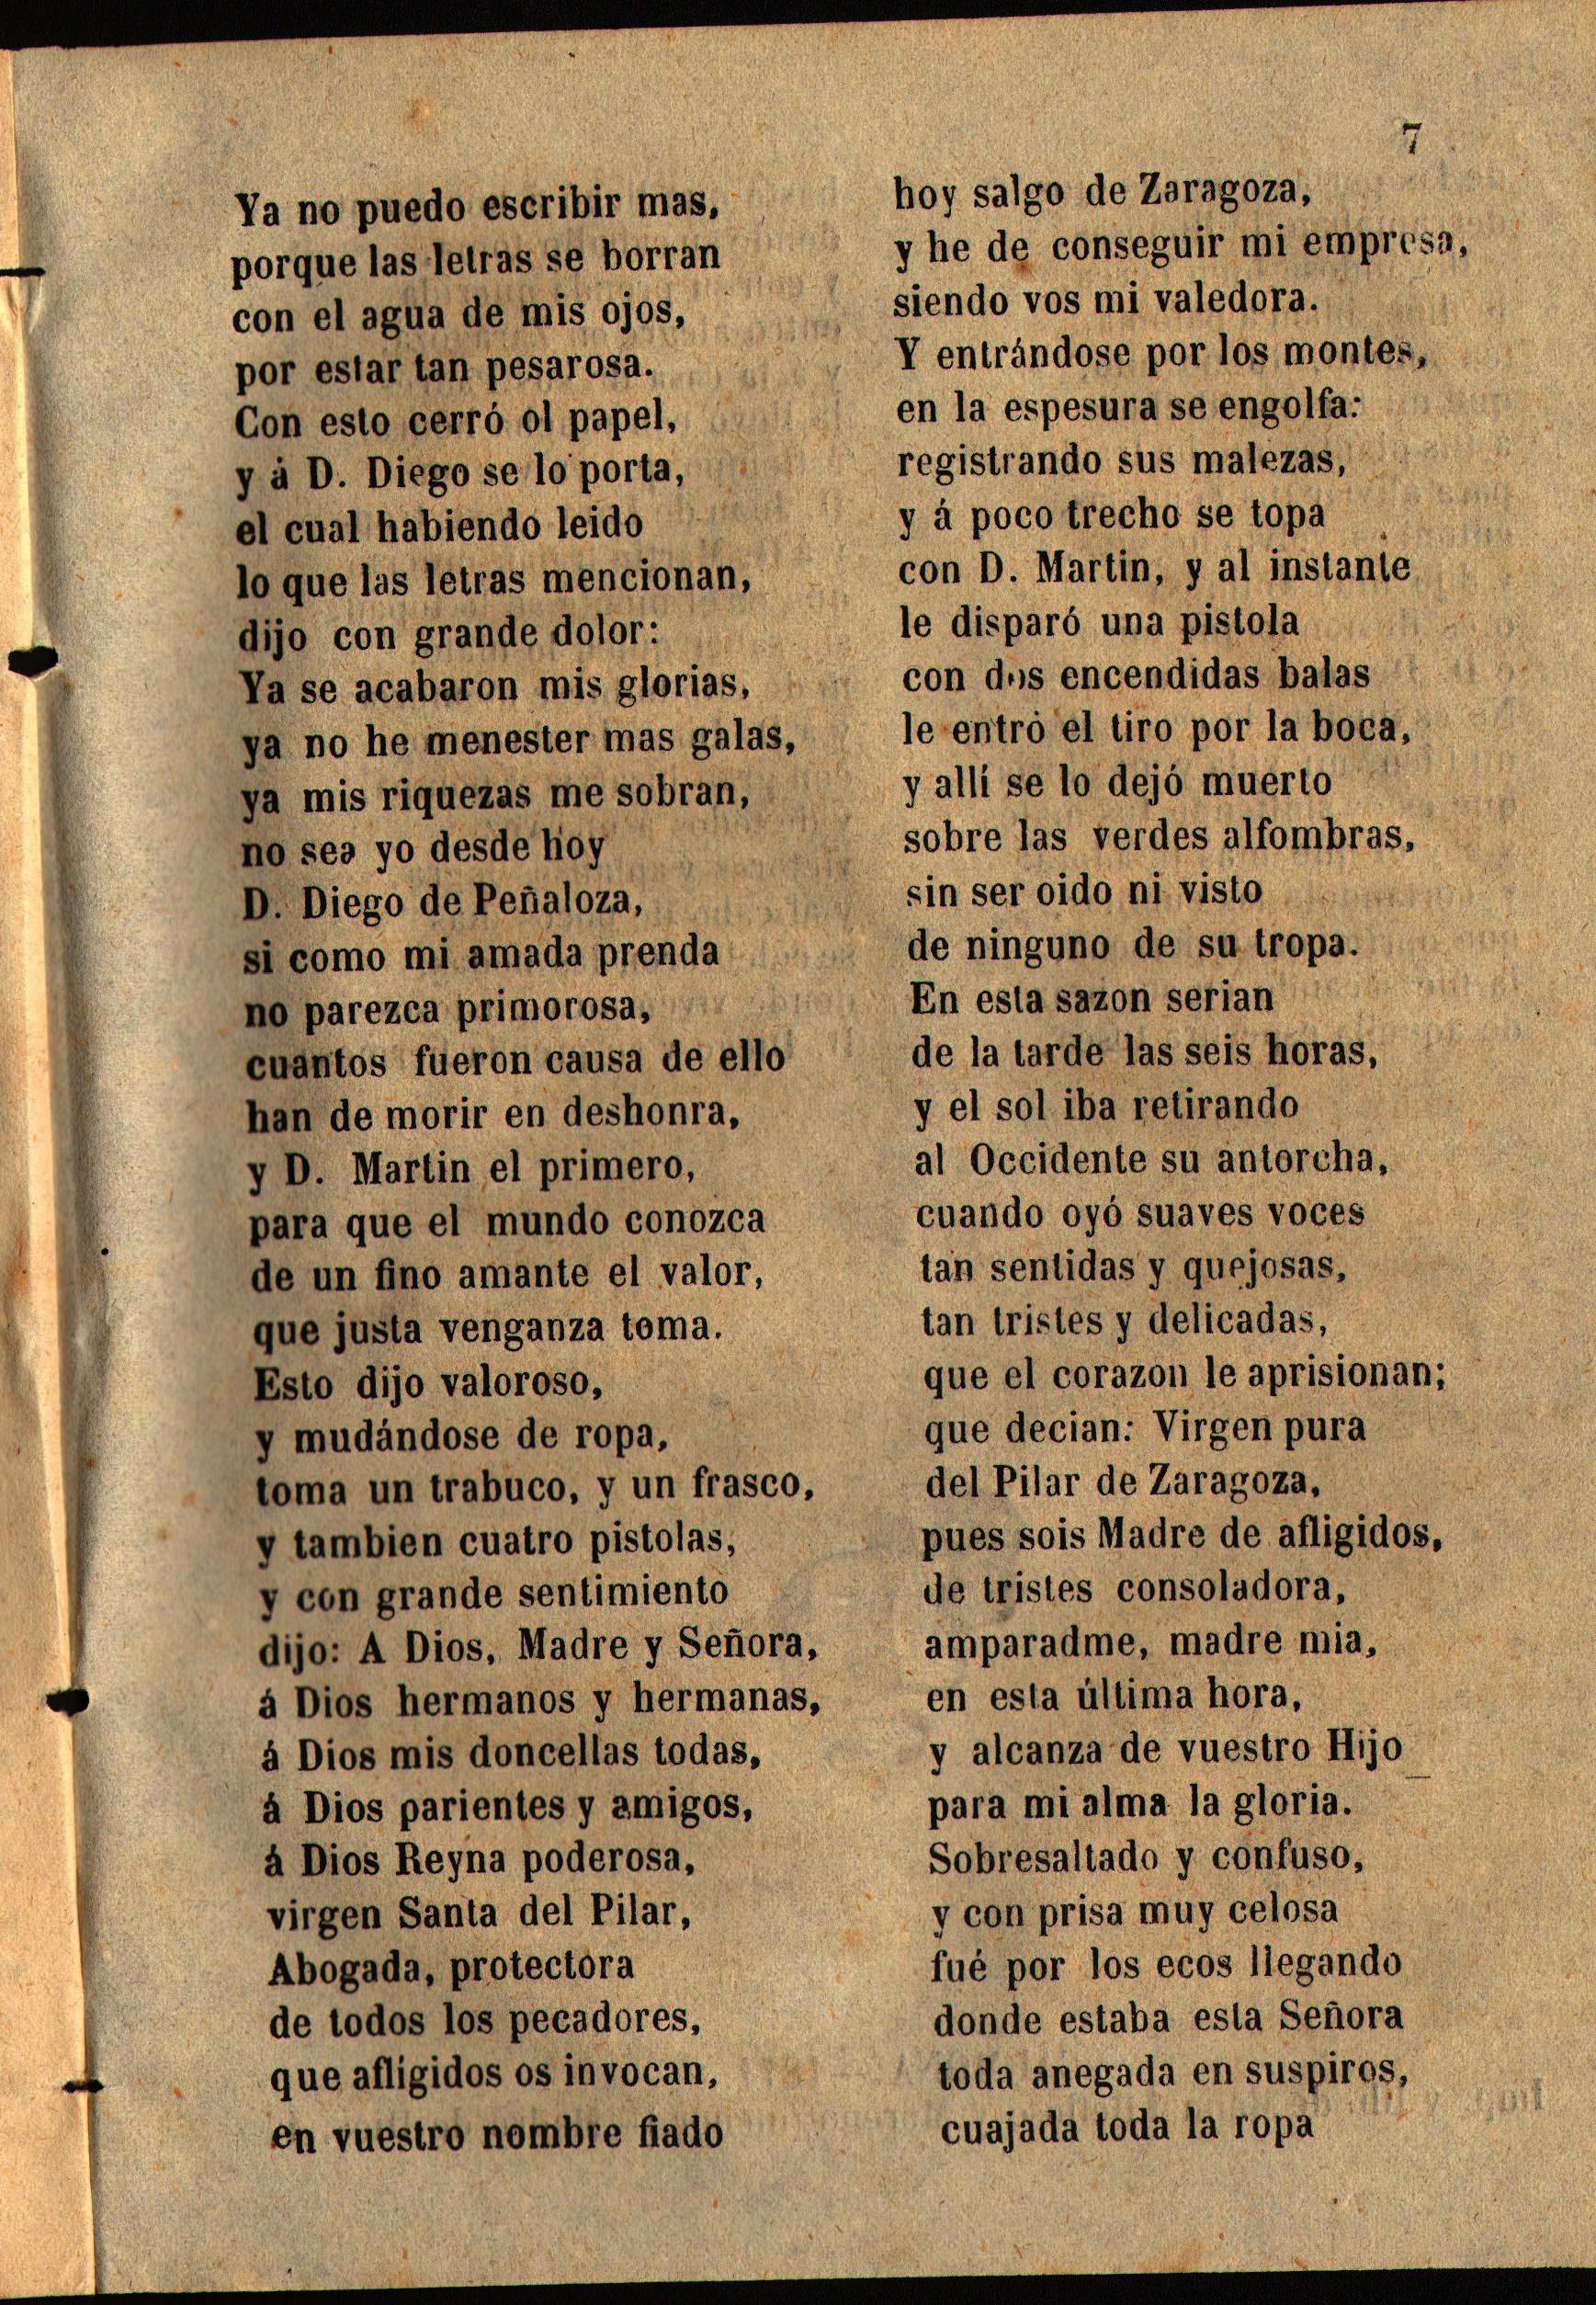 7
Ya no puedo escribir mas,
porque las letras se borran
con el agua de mis ojos,
por estar tan pesarosa.
Con esto cerró ol papel,
y á D. Diego se lo porta,
el cual habiendo leido
lo que las letras mencionan,
dijo con grande dolor:
Ya se acabaron mis glorias,
ya no he menester mas galas,
ya mis riquezas me sobran,
no sea yo desde hoy
D. Diego de Peñaloza,
si como mi amada prenda
no parezca primorosa,
cuantos fueron causa de ello
han de morir en deshonra,
y D. Martin el primero,
para que el mundo conozca
de un fino amante el valor,
que justa venganza toma.
Esto dijo valoroso,
y mudándose de ropa,
toma un trabuco, y un frasco,
y tambien cuatro pistolas,
y con grande sentimiento
dijo: A Dios, Madre y Señora,
á Dios hermanos y hermanas,
á Dios mis doncellas todas,
á Dios parientes y amigos,
á Dios Reyna poderosa,
virgen Santa del Pilar,
Abogada, protectora
de todos los pecadores,
que afligidos os invocan,
en vuestro nombre fiado
hoy salgo de Zaragoza,
y he de conseguir mi empresa,
siendo vos mi valedora.
Y entrándose por los montes,
en la espesura se engolfa:
registrando sus malezas,
y á poco trecho se topa
con D. Martin, y al instante
le disparó una pistola
con dos encendidas balas
le entró el tiro por la boca,
y allí se lo dejó muerto
sobre las verdes alfombras,
sin ser oido ni visto
de ninguno de su tropa.
En esta sazon serian
de la tarde las seis horas,
y el sol iba retirando
al Occidente su antorcha,
cuando oyó suaves voces
tan sentidas y quejosas,
tan tristes y delicadas,
que el corazon le aprisionan;
que decian: Virgen pura
del Pilar de Zaragoza,
pues sois Madre de afligidos,
de tristes consoladora,
amparadme, madre mia,
en esta última hora,
y alcanza de vuestro Hijo
para mi alma la gloria.
Sobresaltado y confuso,
y con prisa muy celosa
fué por los ecos llegando
donde estaba esta Señora
toda anegada en suspiros,
cuajada toda la ropa